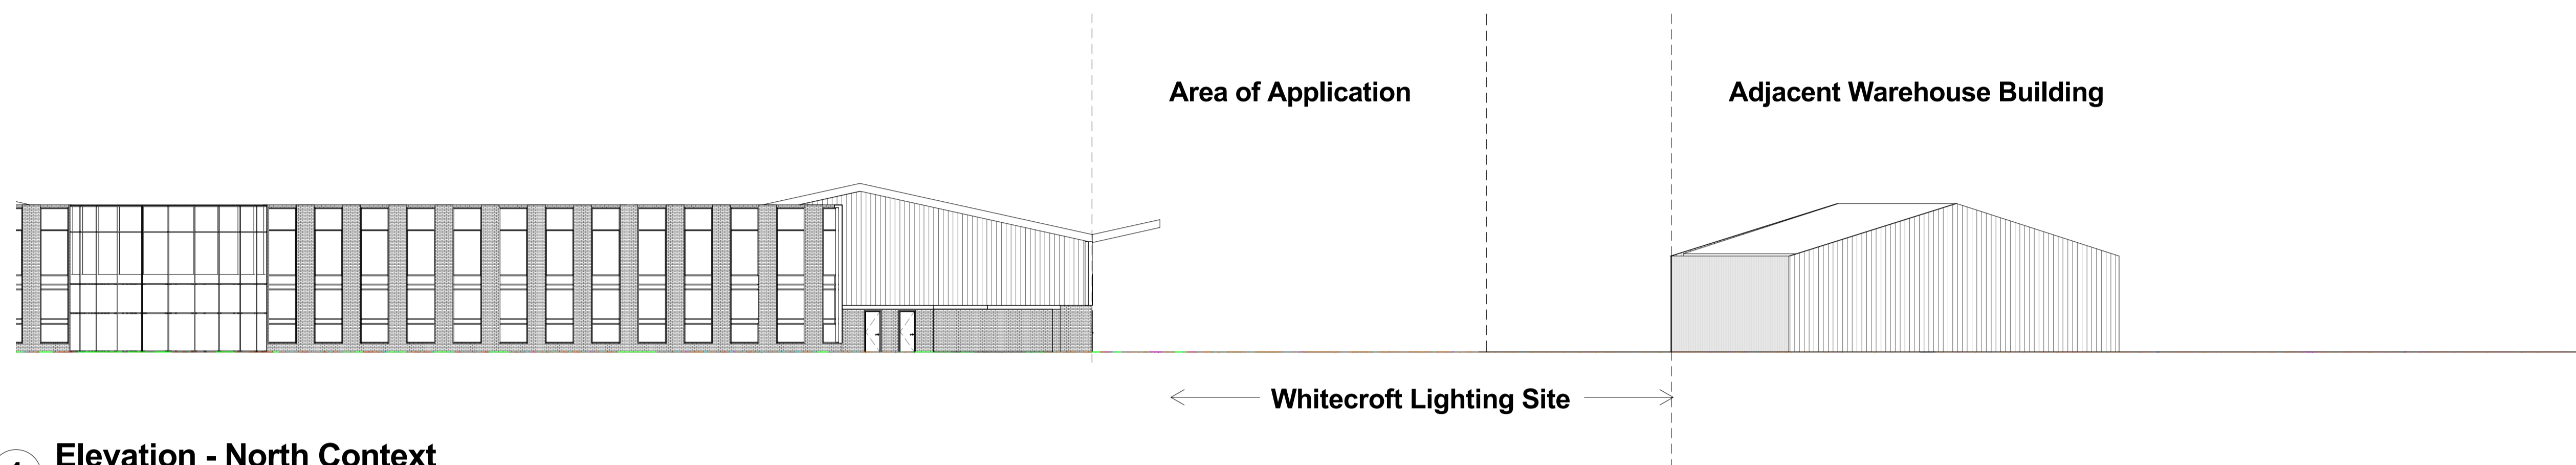 Area of Application
Adjacent Warehouse Building
Whitecroft Lighting Site
Elevation - North Context